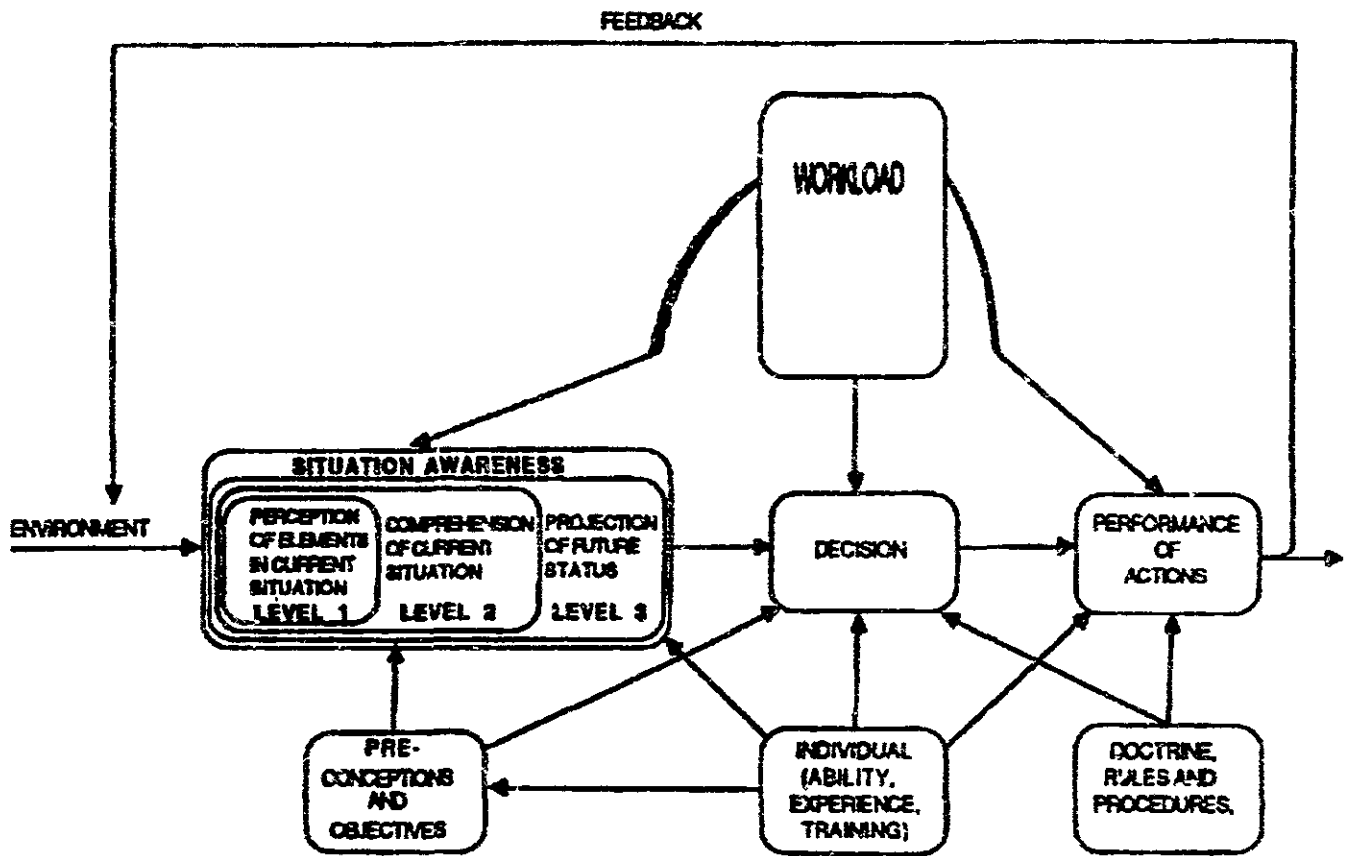 FEEDBACK
WORKLOAD
SITUATION AWARENESS
ENVIRONMENT
PERCEPTION
OF ELEMENTS
IN CURRENT
SITUATION
LEVEL 1
COMPREHENSION
OF CURRENT
SITUATION
LEVEL 2
PROJECTION
OF FUTURE
STATUS
LEVEL 3
DECISION
PERFORMANCE
OF
ACTIONS
PRE-
CONCEPTIONS
AND
OBJECTIVES
INDIVIDUAL
(ABILITY,
EXPERIENCE,
TRAINING)
DOCTRINE,
RULES AND
PROCEDURES,